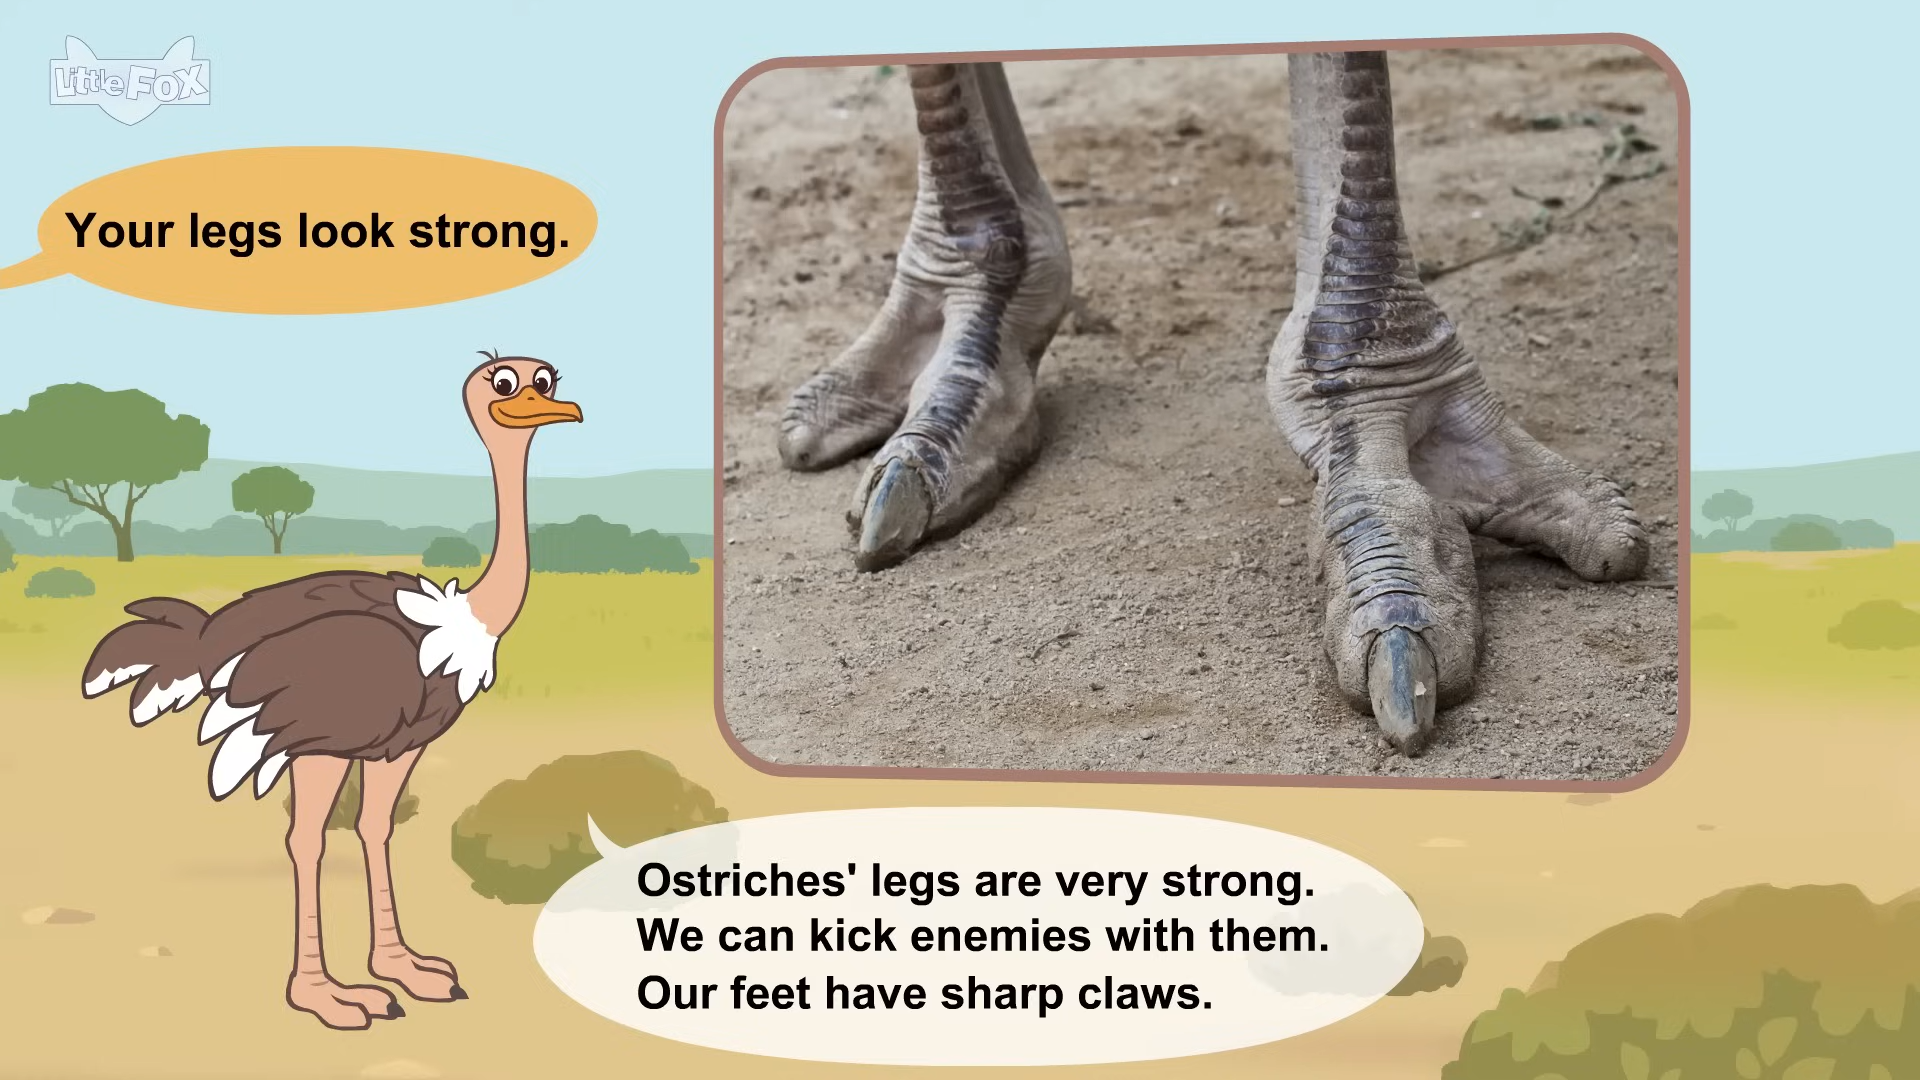 Little Fox
Your legs look strong.
Ostriches' legs are very strong.
We can kick enemies with them.
Our feet have sharp claws.